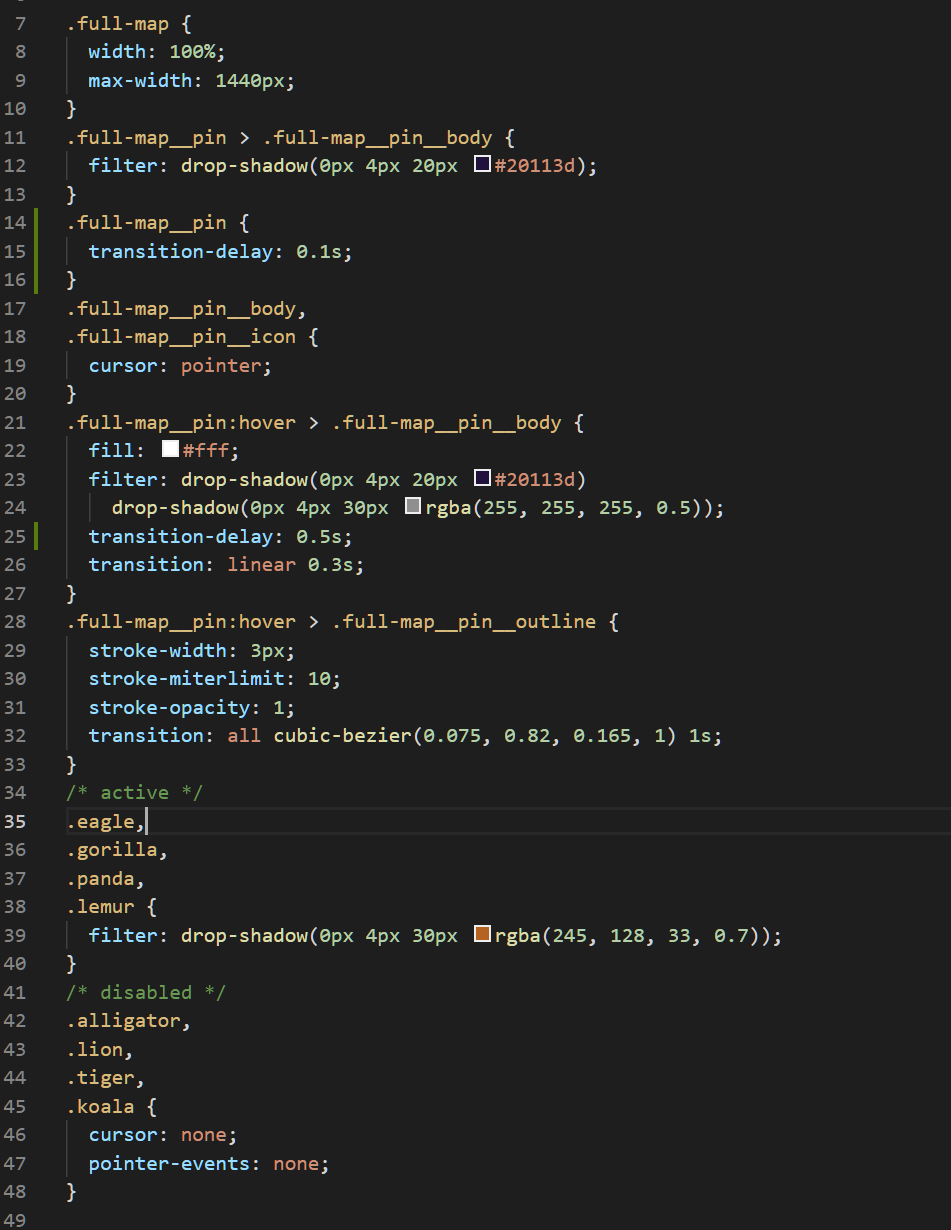 7 .full-map {
8   width: 100%;
9   max-width: 1440px;
10 }
11 .full-map__pin > .full-map__pin__body {
12   filter: drop-shadow(0px 4px 20px #20113d);
13 }
14 .full-map__pin {
15   transition-delay: 0.1s;
16 }
17 .full-map__pin__body,
18 .full-map__pin__icon {
19   cursor: pointer;
20 }
21 .full-map__pin:hover > .full-map__pin__body {
22   fill: #fff;
23   filter: drop-shadow(0px 4px 20px #20113d)
24     drop-shadow(0px 4px 30px rgba(255, 255, 255, 0.5));
25   transition-delay: 0.5s;
26   transition: linear 0.3s;
27 }
28 .full-map__pin:hover > .full-map__pin__outline {
29   stroke-width: 3px;
30   stroke-miterlimit: 10;
31   stroke-opacity: 1;
32   transition: all cubic-bezier(0.075, 0.82, 0.165, 1) 1s;
33 }
34 /* active */
35 .eagle,
36 .gorilla,
37 .panda,
38 .lemur {
39   filter: drop-shadow(0px 4px 30px rgba(245, 128, 33, 0.7));
40 }
41 /* disabled */
42 .alligator,
43 .lion,
44 .tiger,
45 .koala {
46   cursor: none;
47   pointer-events: none;
48 }
49